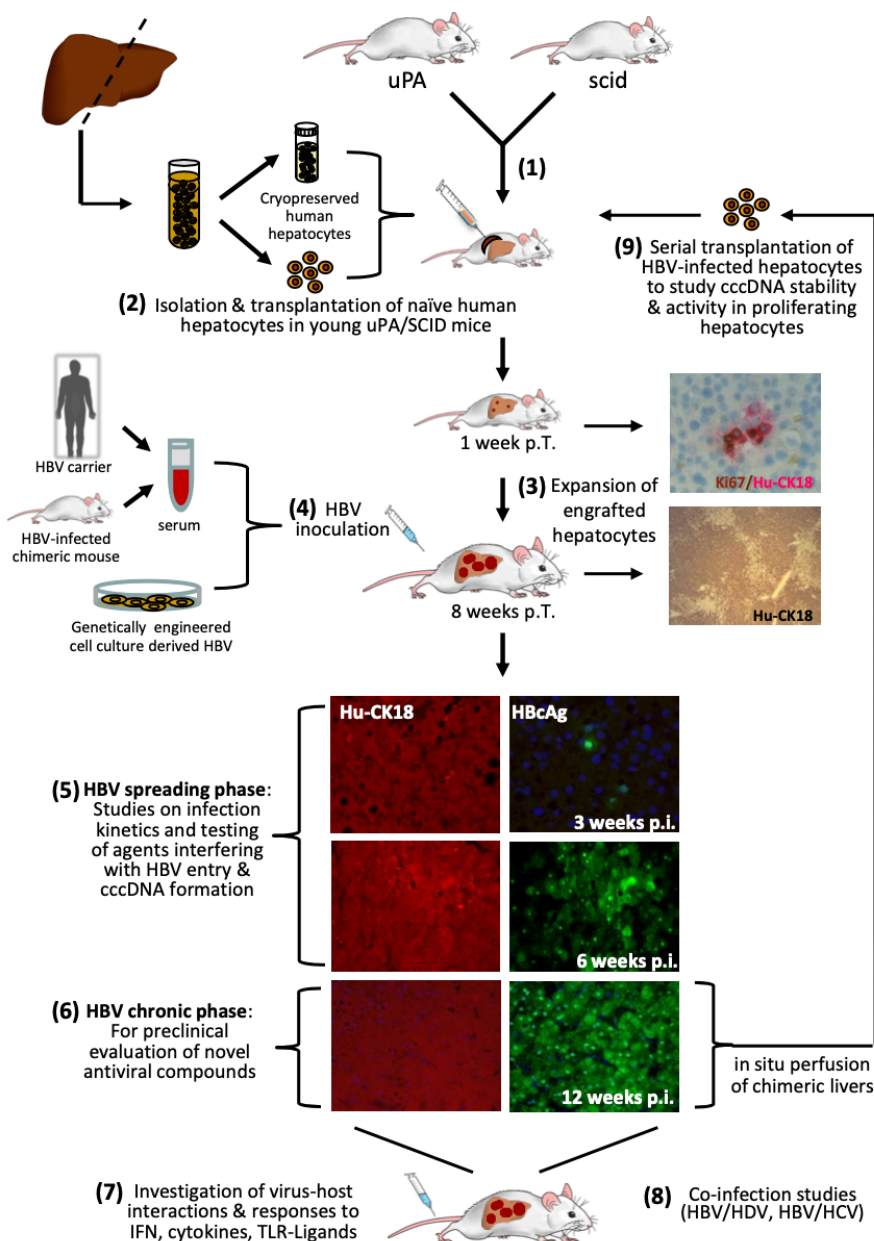 uPA
scid
(1)
Cryopreserved
human
hepatocytes
(2) Isolation & transplantation of naïve human
hepatocytes in young uPA/SCID mice
(9) Serial transplantation of
HBV-infected hepatocytes
to study cccDNA stability
& activity in proliferating
hepatocytes
1 week p.T.
Ki67/Hu-CK18
(3) Expansion of
engrafted
hepatocytes
HBV carrier
HBV-infected
chimeric mouse
serum
Genetically engineered
cell culture derived HBV
(4) HBV
inoculation
8 weeks p.T.
Hu-CK18
Hu-CK18
HBcAg
3 weeks p.i.
(5) HBV spreading phase:
Studies on infection
kinetics and testing
of agents interfering
with HBV entry &
cccDNA formation
6 weeks p.i.
(6) HBV chronic phase:
For preclinical
evaluation of novel
antiviral compounds
12 weeks p.i.
in situ perfusion
of chimeric livers
(7) Investigation of virus-host
interactions & responses to
IFN, cytokines, TLR-Ligands
(8) Co-infection studies
(HBV/HDV, HBV/HCV)